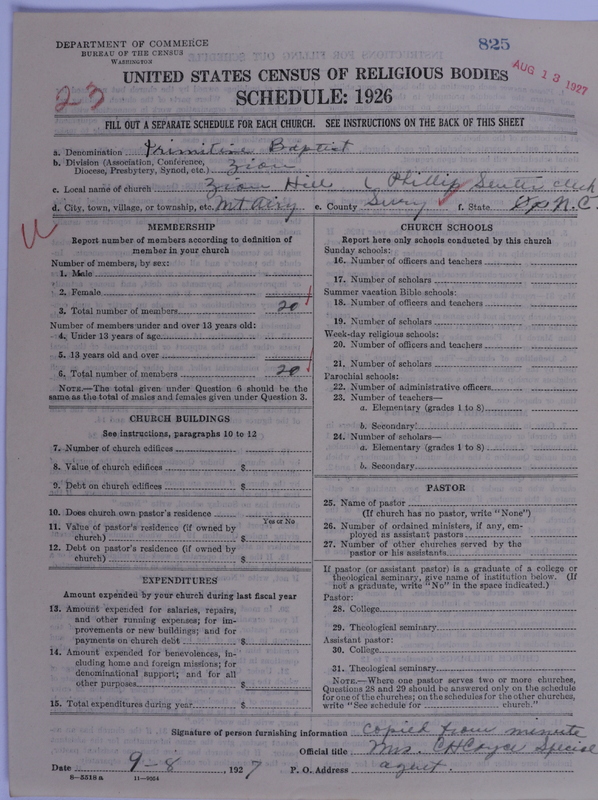 DEPARTMENT OF COMMERCE
BUREAU OF THE CENSUS
WASHINGTON
825
AUG 13 1927
23
UNITED STATES CENSUS OF RELIGIOUS BODIES
SCHEDULE: 1926
FILL OUT A SEPARATE SCHEDULE FOR EACH CHURCH. SEE INSTRUCTIONS ON THE BACK OF THIS SHEET
a. Denomination Primitive Baptist
b. Division (Association, Conference, Diocese, Presbytery, Synod, etc.) Zion
c. Local name of church Zion Hill ( Phillip Senter clerk
d. City, town, village, or township, etc. Mt Airy e. County Surry f. State N.C.
MEMBERSHIP
Report number of members according to definition of
member in your church
Number of members, by sex:
1. Male
2. Female
3. Total number of members 20
Number of members under and over 13 years old:
4. Under 13 years of age
5. 13 years old and over
6. Total number of members 20
NOTE.—The total given under Question 6 should be the
same as the total of males and females given under Question 3.
CHURCH BUILDINGS
See instructions, paragraphs 10 to 12
7. Number of church edifices
8. Value of church edifices $
9. Debt on church edifices $
10. Does church own pastor's residence
Yes or No
11. Value of pastor's residence (if owned by
church) $
12. Debt on pastor's residence (if owned by
church) $
EXPENDITURES
Amount expended by your church during last fiscal year
13. Amount expended for salaries, repairs,
and other running expenses; for im-
provements or new buildings; and for
payments on church debt $
14. Amount expended for benevolences, in-
cluding home and foreign missions; for
denominational support; and for all
other purposes $
15. Total expenditures during year $
CHURCH SCHOOLS
Report here only schools conducted by this church
Sunday schools:
16. Number of officers and teachers
17. Number of scholars
Summer vacation Bible schools:
18. Number of officers and teachers
19. Number of scholars
Week-day religious schools:
20. Number of officers and teachers
21. Number of scholars
Parochial schools:
22. Number of administrative officers
23. Number of teachers—
a. Elementary (grades 1 to 8)
b. Secondary
24. Number of scholars—
a. Elementary (grades 1 to 8)
b. Secondary
PASTOR
25. Name of pastor
(If church has no pastor, write "None")
26. Number of ordained ministers, if any, em-
ployed as assistant pastors
27. Number of other churches served by the
pastor or his assistants
If pastor (or assistant pastor) is a graduate of a college or
theological seminary, give name of institution below. (If
not a graduate, write "No" in the space indicated.)
Pastor:
28. College
29. Theological seminary
Assistant pastor:
30. College
31. Theological seminary
NOTE.—Where one pastor serves two or more churches,
Questions 28 and 29 should be answered only on the schedule
for one of the churches; on the schedules for the other churches,
write "See schedule for church."
Signature of person furnishing information Copied from minute
Official title Mrs. C H Cayce Special
Date 9-8, 1927 P. O. Address agent.
8—5518 a 11—9054